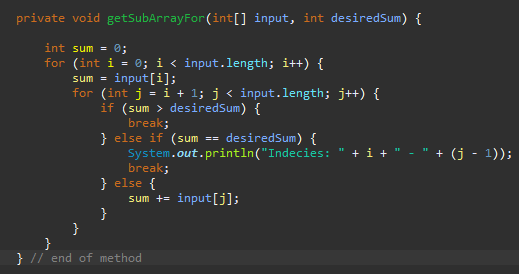 private void getSubArrayFor(int[] input, int desiredSum) {
int sum = 0;
for (int i = 0; i < input.length; i++) {
sum = input[i];
for (int j = i + 1; j < input.length; j++) {
if (sum > desiredSum) {
break;
} else if (sum == desiredSum) {
System.out.println("Indecies: " + i + " - " + (j - 1));
break;
} else {
sum += input[j];
}
}
}
} // end of method